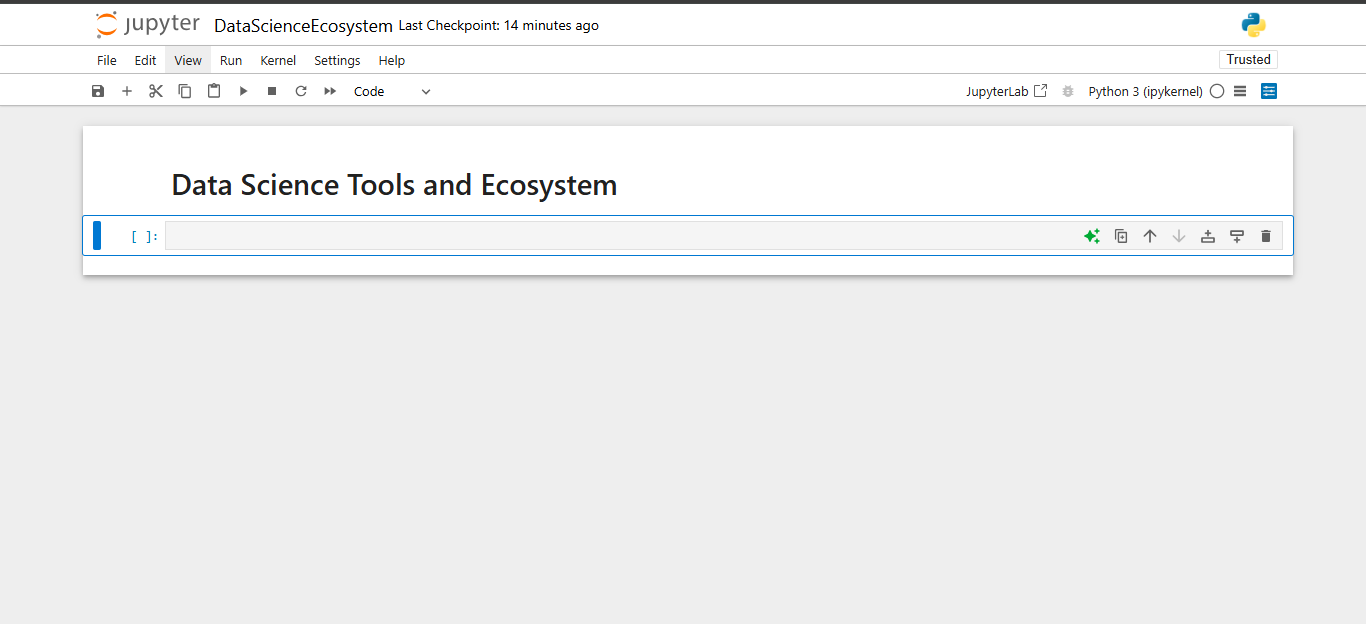 jupyter DataScienceEcosystem Last Checkpoint: 14 minutes ago
File Edit View Run Kernel Settings Help Trusted
Code JupyterLab Python 3 (ipykernel)
Data Science Tools and Ecosystem
[ ]: